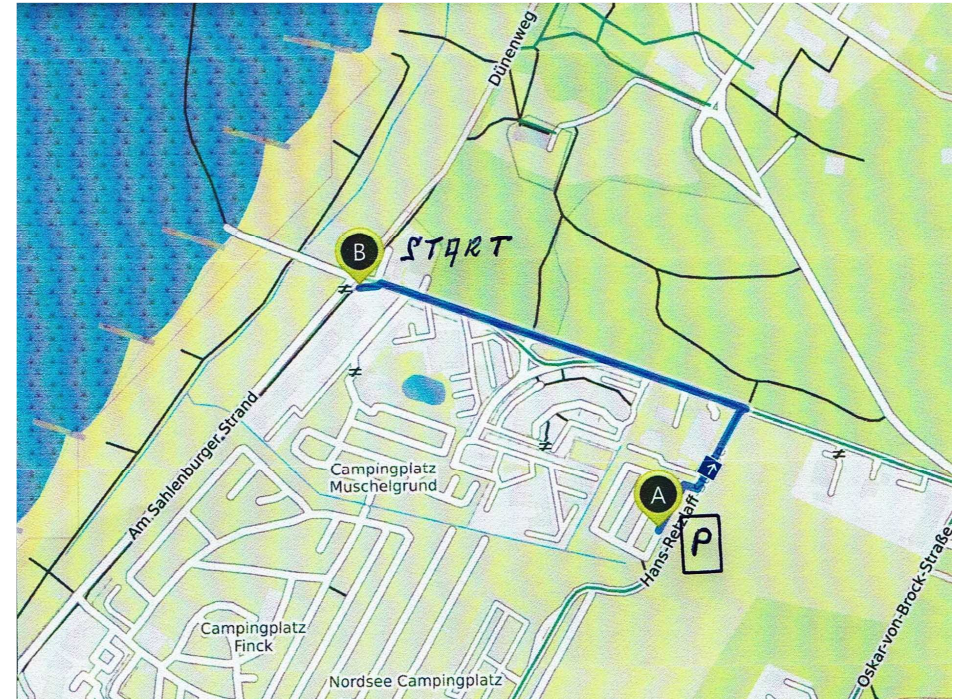 Dünenweg
B
START
Am Sahlenburger Strand
Campingplatz
Muschelgrund
A
P
Hans-Retzlaff
Oskar-von-Brock-Straße
Campingplatz
Finck
Nordsee Campingplatz